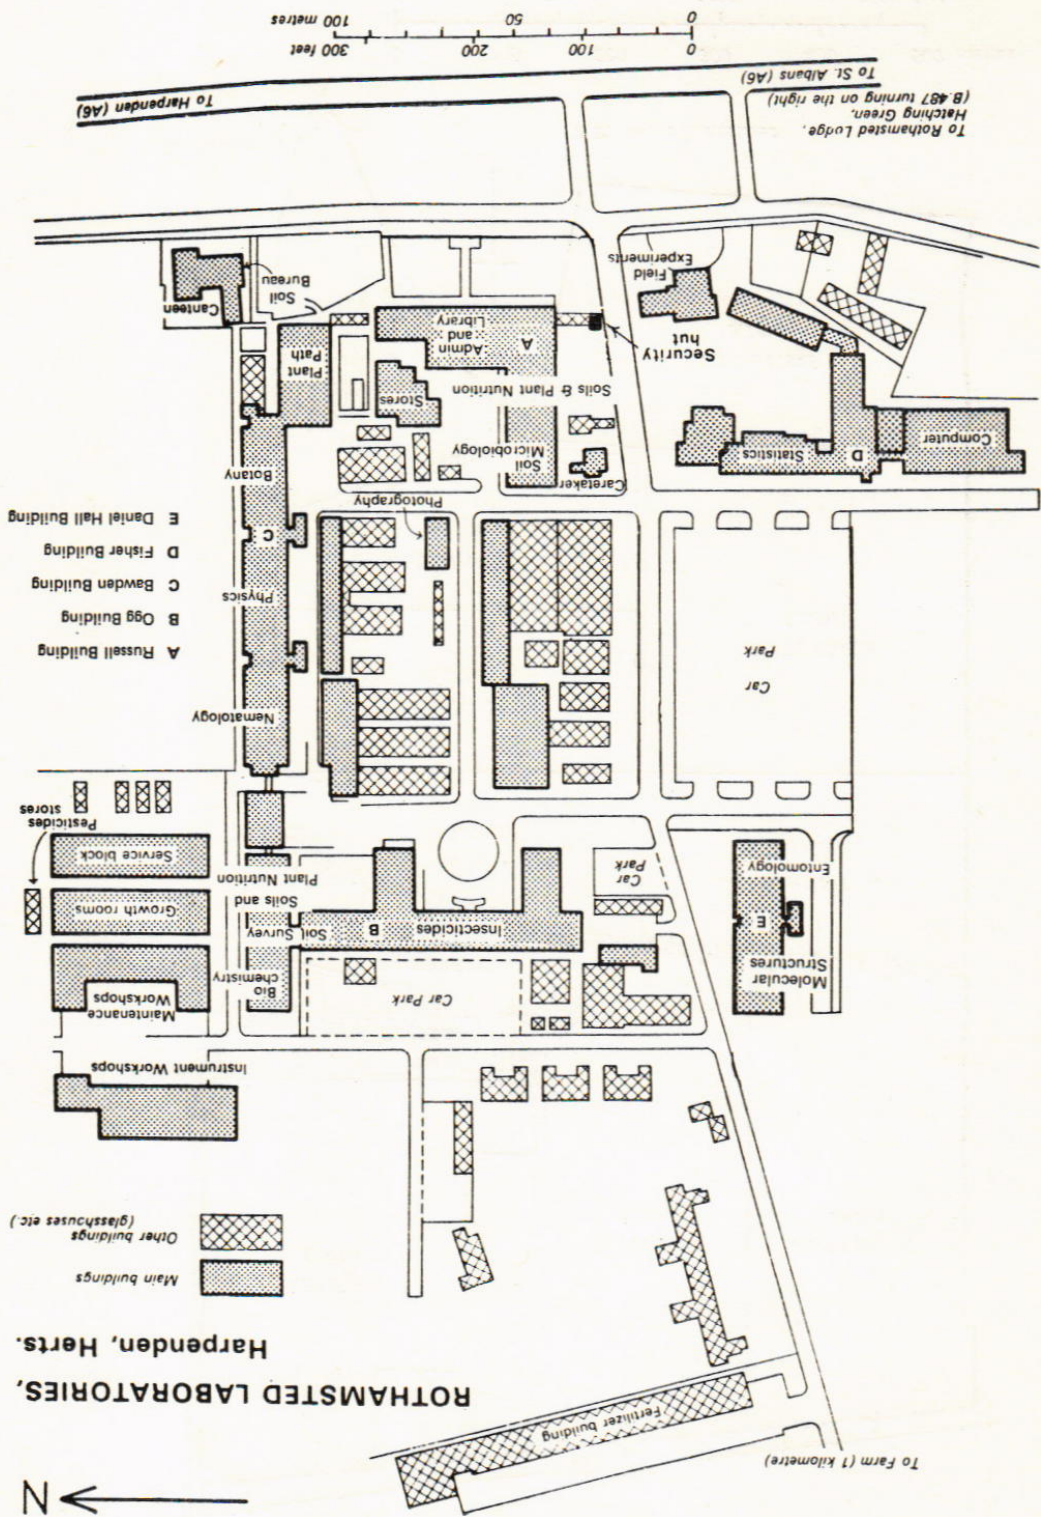 ROTHAMSTED LABORATORIES,
Harpenden, Herts.
N
Main buildings
Other buildings
(glasshouses etc.)
To Farm (1 kilometre)
Fertilizer building
Instrument Workshops
Maintenance
Workshops
Growth rooms
Service block
Pesticides
stores
Bio
chemistry
Soil Survey
Soils and
Plant Nutrition
Car Park
B
Insecticides
Car
Park
Molecular
Structures
E
Entomology
Car
Park
Nematology
Physics
C
Botany
A Russell Building
B Ogg Building
C Bawden Building
D Fisher Building
E Daniel Hall Building
Photography
Caretaker
Soil
Microbiology
Soils & Plant Nutrition
Stores
Plant
Path
A
Admin
and
Library
Security
hut
Computer
D
Statistics
Canteen
Soil
Bureau
Field
Experiments
To Rothamsted Lodge,
Hatching Green,
(B.487 turning on the right)
To St. Albans (A6)
To Harpenden (A6)
0 100 200 300 feet
0 50 100 metres